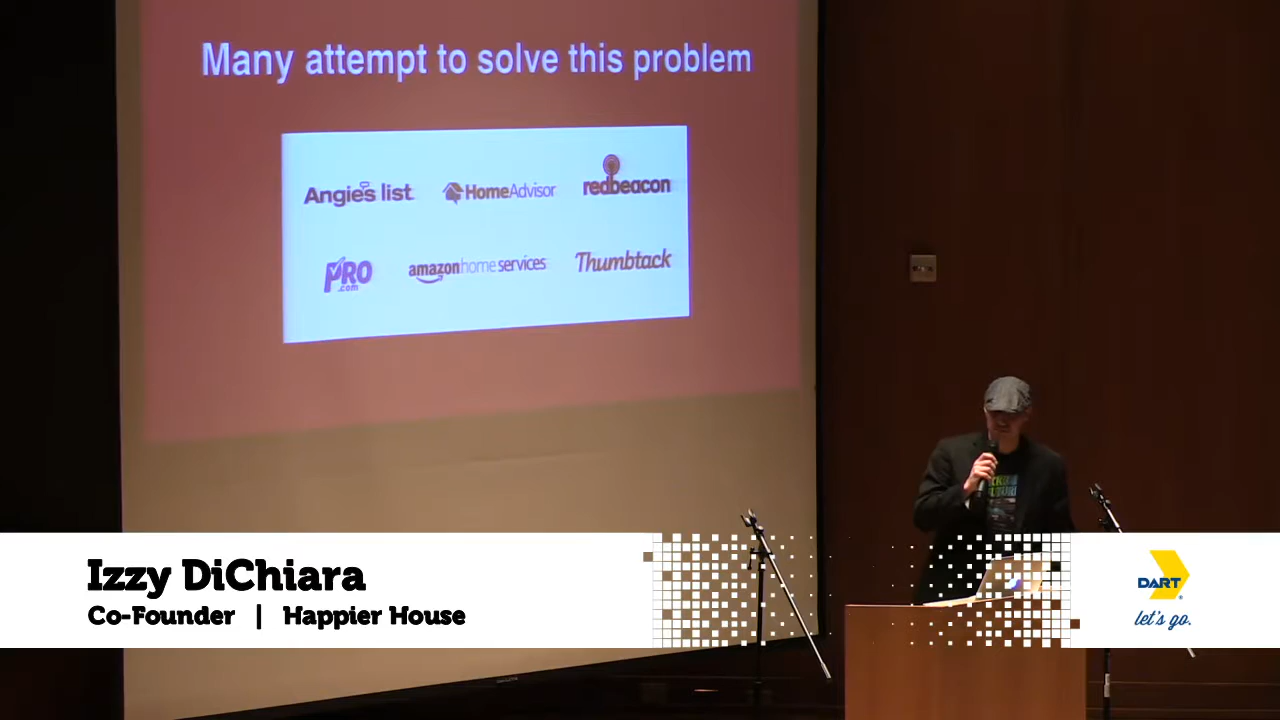 Many attempt to solve this problem
Angie's list
HomeAdvisor
redbeacon
PRO
.com
amazon home services
Thumbtack
Izzy DiChiara
Co-Founder | Happier House
DART
let's go.